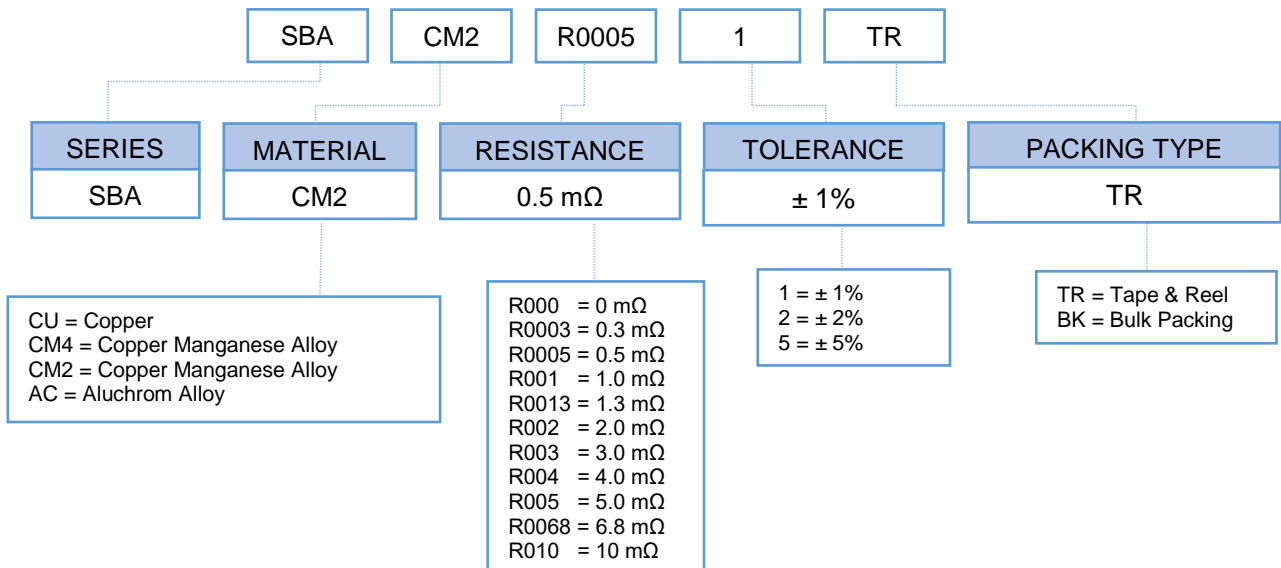 SBA CM2 R0005 1 TR
SERIES MATERIAL RESISTANCE TOLERANCE PACKING TYPE
SBA CM2 0.5 mΩ ± 1% TR
CU = Copper
CM4 = Copper Manganese Alloy
CM2 = Copper Manganese Alloy
AC = Aluchrom Alloy
R000 = 0 mΩ
R0003 = 0.3 mΩ
R0005 = 0.5 mΩ
R001 = 1.0 mΩ
R0013 = 1.3 mΩ
R002 = 2.0 mΩ
R003 = 3.0 mΩ
R004 = 4.0 mΩ
R005 = 5.0 mΩ
R0068 = 6.8 mΩ
R010 = 10 mΩ
1 = ± 1%
2 = ± 2%
5 = ± 5%
TR = Tape & Reel
BK = Bulk Packing